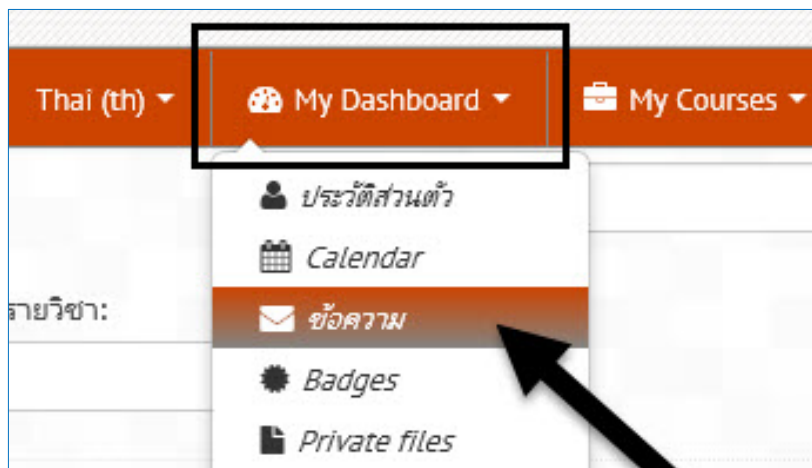 Thai (th) My Dashboard My Courses
ประวัติส่วนตัว
Calendar
รายวิชา: ข้อความ
Badges
Private files